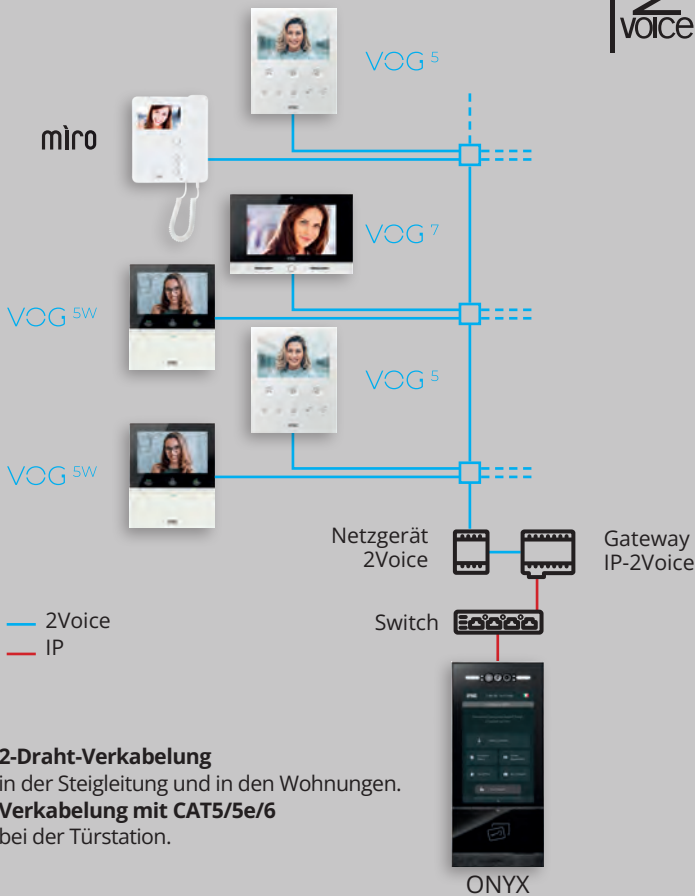 2
voice
VOG 5
mìro
VOG 7
VOG 5W
VOG 5
VOG 5W
Netzgerät
2Voice
Gateway
IP-2Voice
Switch
2Voice
IP
2-Draht-Verkabelung
in der Steigleitung und in den Wohnungen.
Verkabelung mit CAT5/5e/6
bei der Türstation.
ONYX